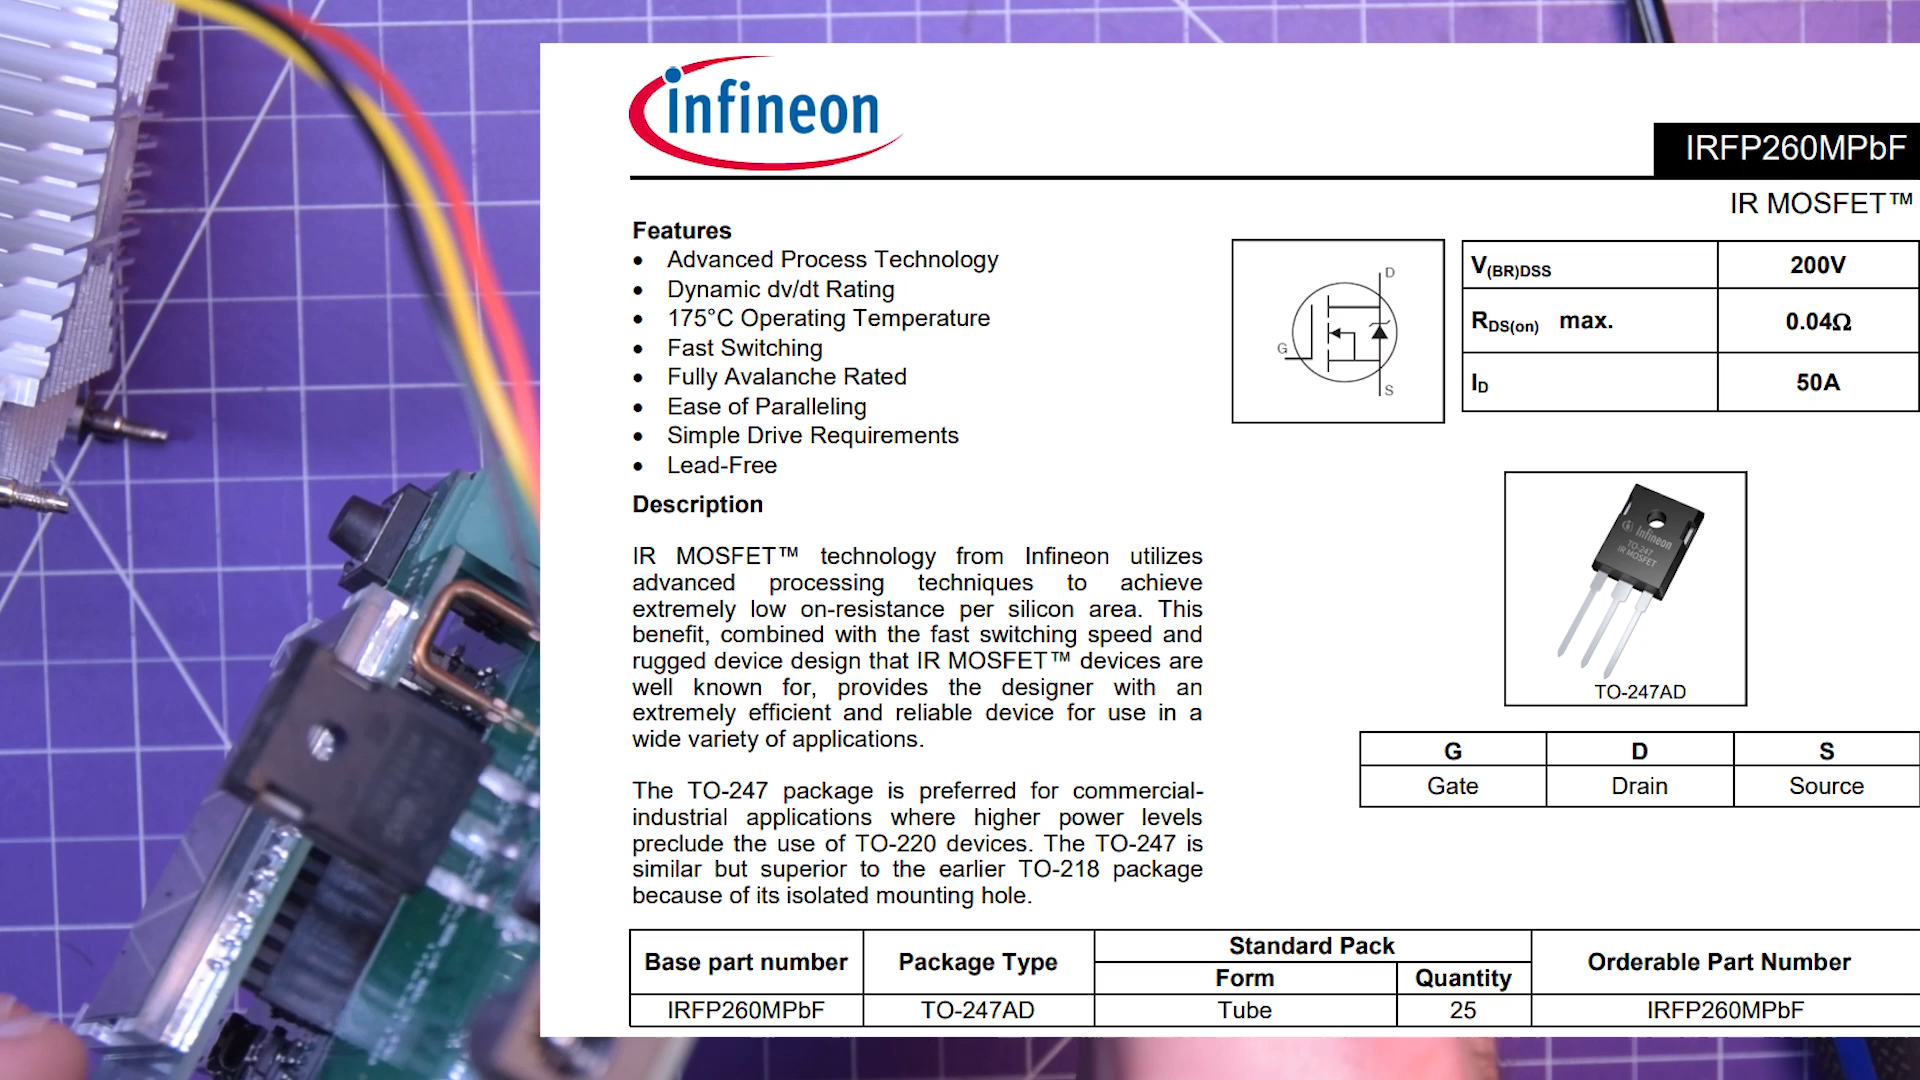 infineon
IRFP260MPbF
IR MOSFET™
Features
• Advanced Process Technology
• Dynamic dv/dt Rating
• 175°C Operating Temperature
• Fast Switching
• Fully Avalanche Rated
• Ease of Paralleling
• Simple Drive Requirements
• Lead-Free
D
G
S
V(BR)DSS 200V
RDS(on) max. 0.04Ω
ID 50A
Description
IR MOSFET™ technology from Infineon utilizes
advanced processing techniques to achieve
extremely low on-resistance per silicon area. This
benefit, combined with the fast switching speed and
rugged device design that IR MOSFET™ devices are
well known for, provides the designer with an
extremely efficient and reliable device for use in a
wide variety of applications.
The TO-247 package is preferred for commercial-
industrial applications where higher power levels
preclude the use of TO-220 devices. The TO-247 is
similar but superior to the earlier TO-218 package
because of its isolated mounting hole.
infineon
TO-247
IR MOSFET
TO-247AD
G D S
Gate Drain Source
Base part number Package Type Standard Pack Orderable Part Number
Form Quantity
IRFP260MPbF TO-247AD Tube 25 IRFP260MPbF